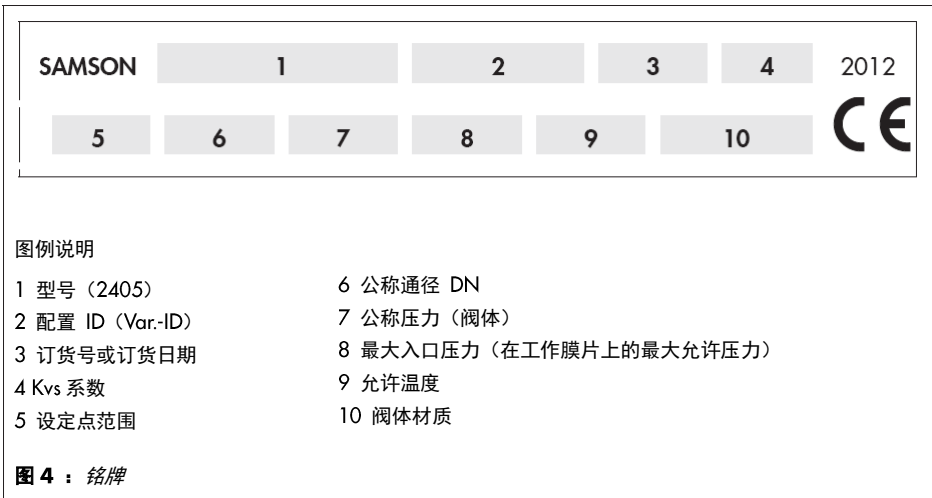 SAMSON 1 2 3 4 2012
5 6 7 8 9 10 CE
图例说明
1 型号（2405）
2 配置 ID（Var.-ID）
3 订货号或订货日期
4 Kvs 系数
5 设定点范围
6 公称通径 DN
7 公称压力（阀体）
8 最大入口压力（在工作膜片上的最大允许压力）
9 允许温度
10 阀体材质
图 4 ：铭牌